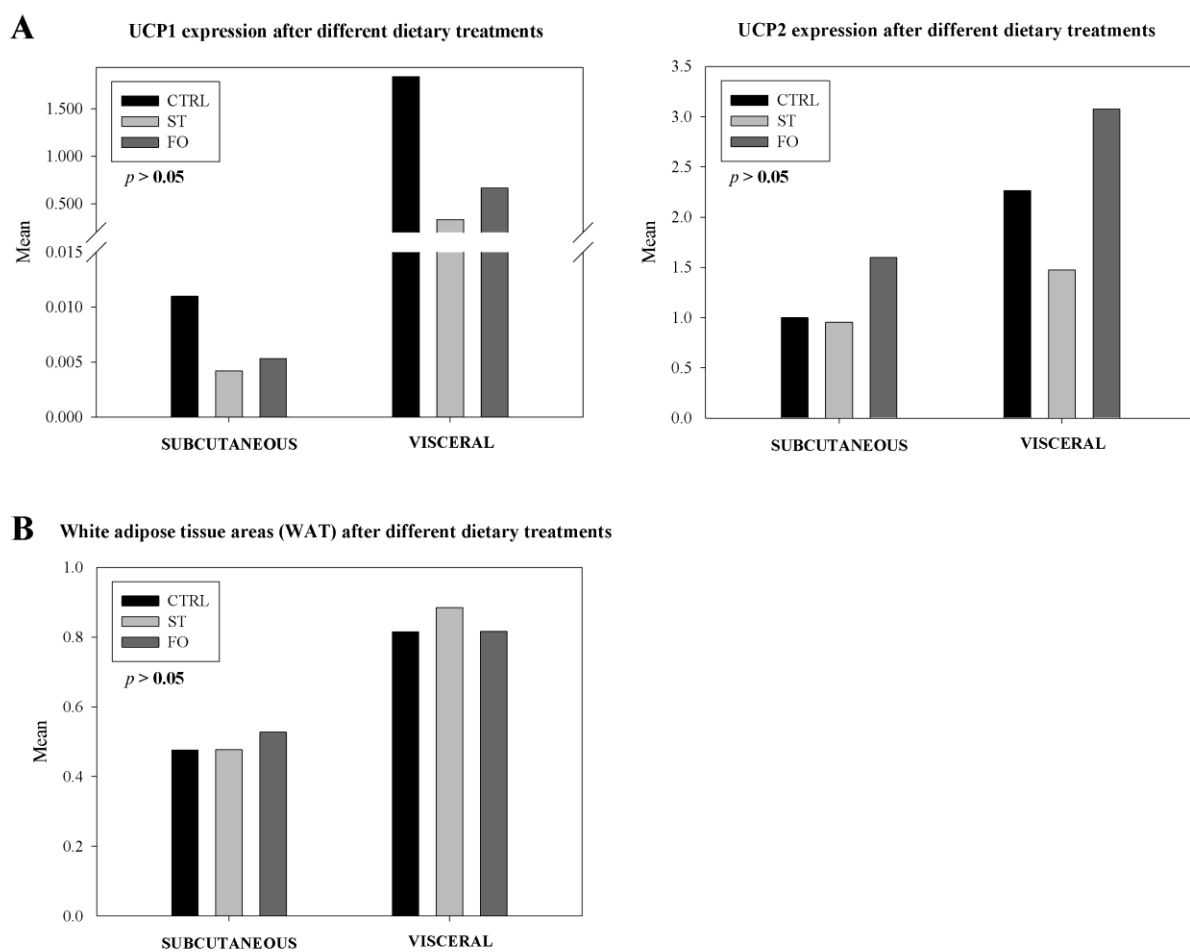 A
UCP1 expression after different dietary treatments
1.500
1.000
0.500
0.015
0.010
0.005
0.000
Mean
CTRL
ST
FO
p > 0.05
SUBCUTANEOUS
VISCERAL
UCP2 expression after different dietary treatments
3.5
3.0
2.5
2.0
1.5
1.0
0.5
0.0
Mean
CTRL
ST
FO
p > 0.05
SUBCUTANEOUS
VISCERAL
B
White adipose tissue areas (WAT) after different dietary treatments
1.0
0.8
0.6
0.4
0.2
0.0
Mean
CTRL
ST
FO
p > 0.05
SUBCUTANEOUS
VISCERAL